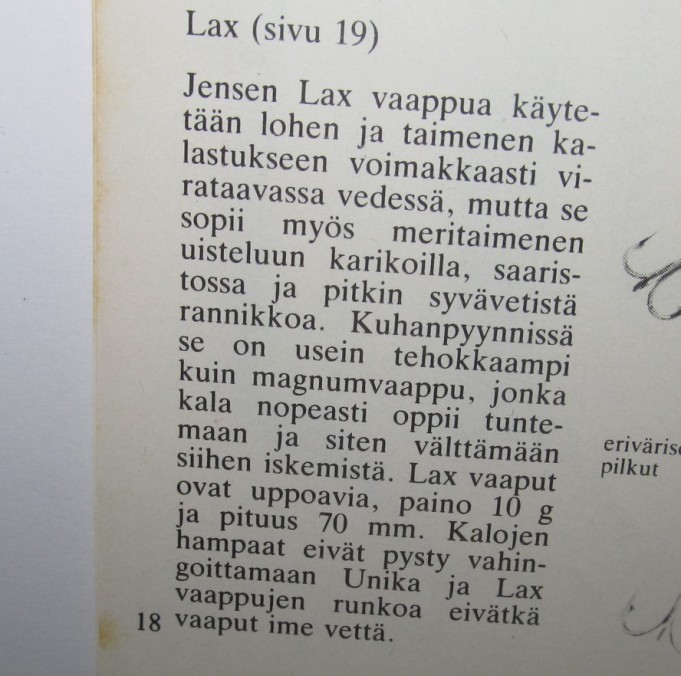 Lax (sivu 19)
Jensen Lax vaappua käyte-
tään lohen ja taimenen ka-
lastukseen voimakkaasti vi-
rataavassa vedessä, mutta se
sopii myös meritaimenen
uisteluun karikoilla, saaris-
tossa ja pitkin syvävetistä
rannikkoa. Kuhanpyynnissä
se on usein tehokkaampi
kuin magnumvaappu, jonka
kala nopeasti oppii tunte-
maan ja siten välttämään
siihen iskemistä. Lax vaaput
ovat uppoavia, paino 10 g
ja pituus 70 mm. Kalojen
hampaat eivät pysty vahin-
goittamaan Unika ja Lax
vaappujen runkoa eivätkä
vaaput ime vettä.
18
pilkut